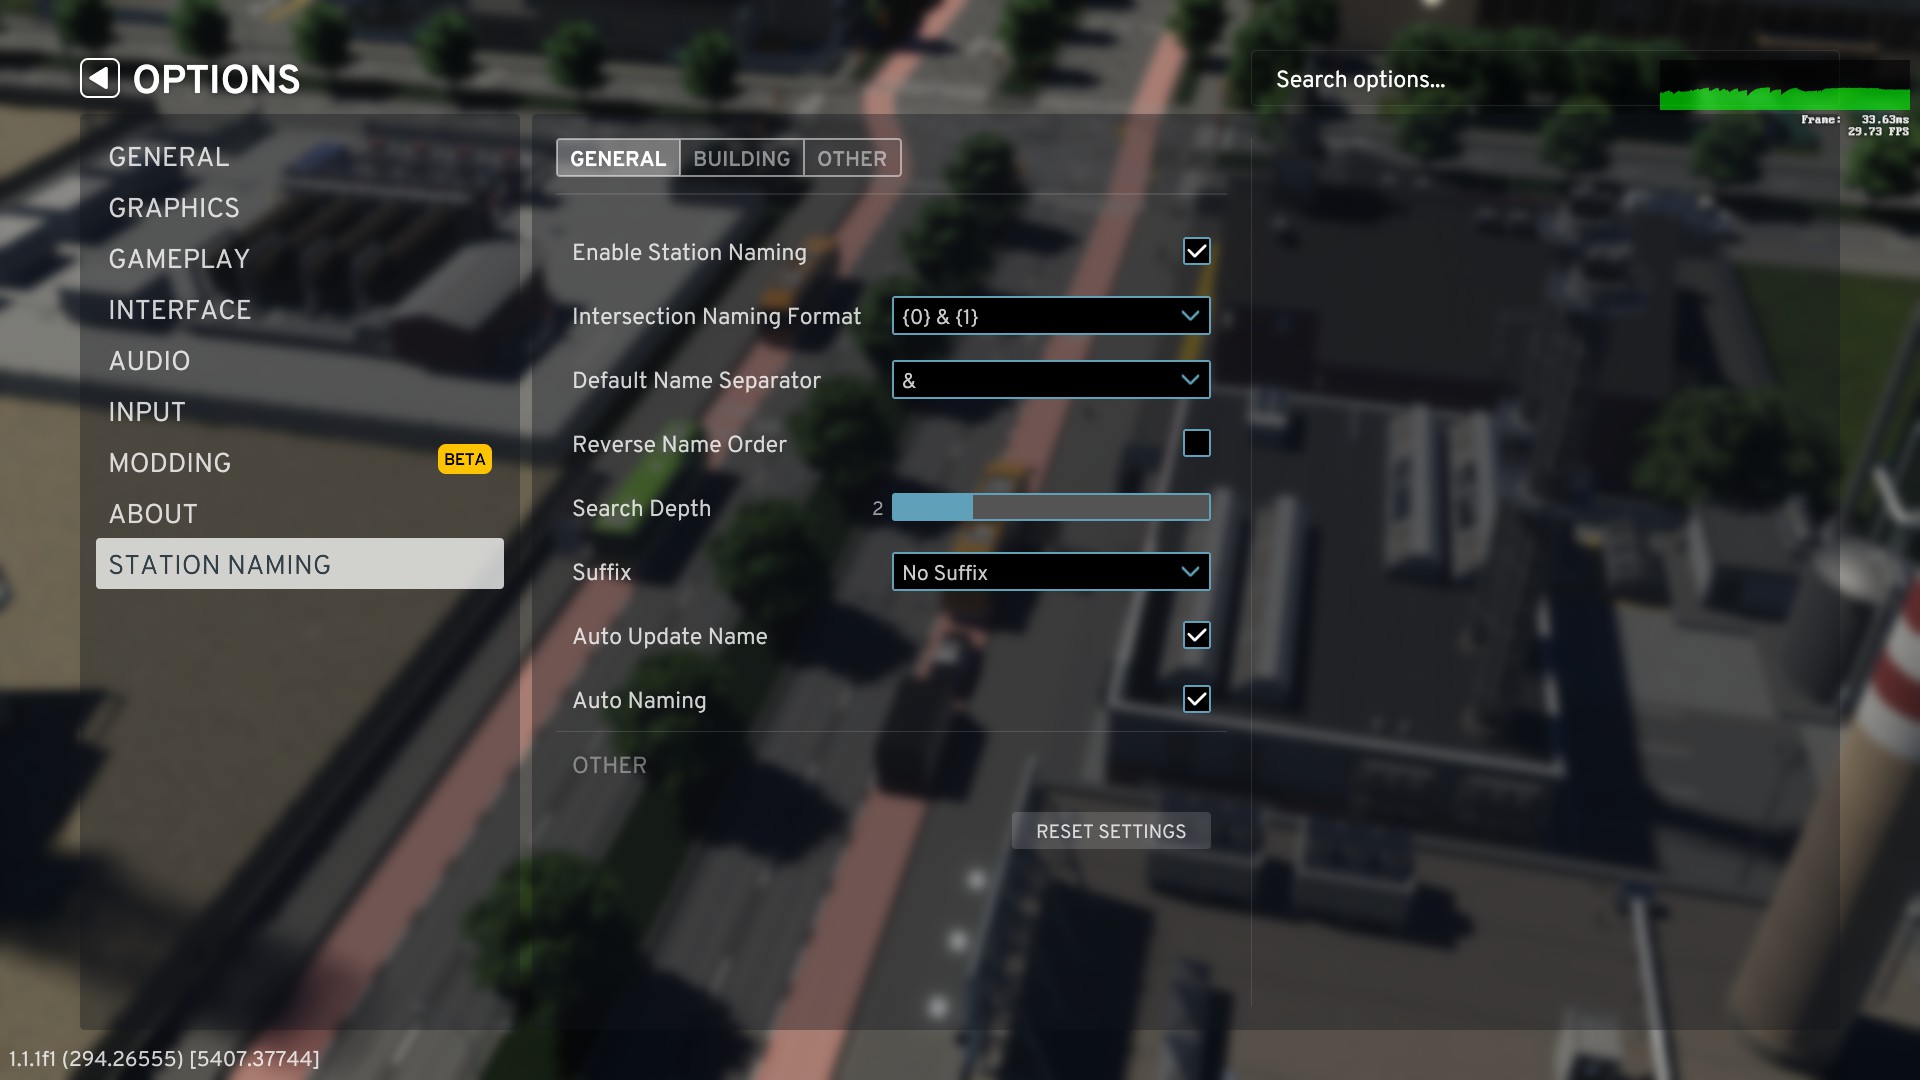 OPTIONS
Search options...
Frame: 33.63ms
29.73 FPS
GENERAL
GRAPHICS
GAMEPLAY
INTERFACE
AUDIO
INPUT
MODDING
BETA
ABOUT
STATION NAMING
GENERAL BUILDING OTHER
Enable Station Naming
Intersection Naming Format {0} & {1}
Default Name Separator &
Reverse Name Order
Search Depth 2
Suffix No Suffix
Auto Update Name
Auto Naming
OTHER
RESET SETTINGS
1.1.1f1 (294.26555) [5407.37744]